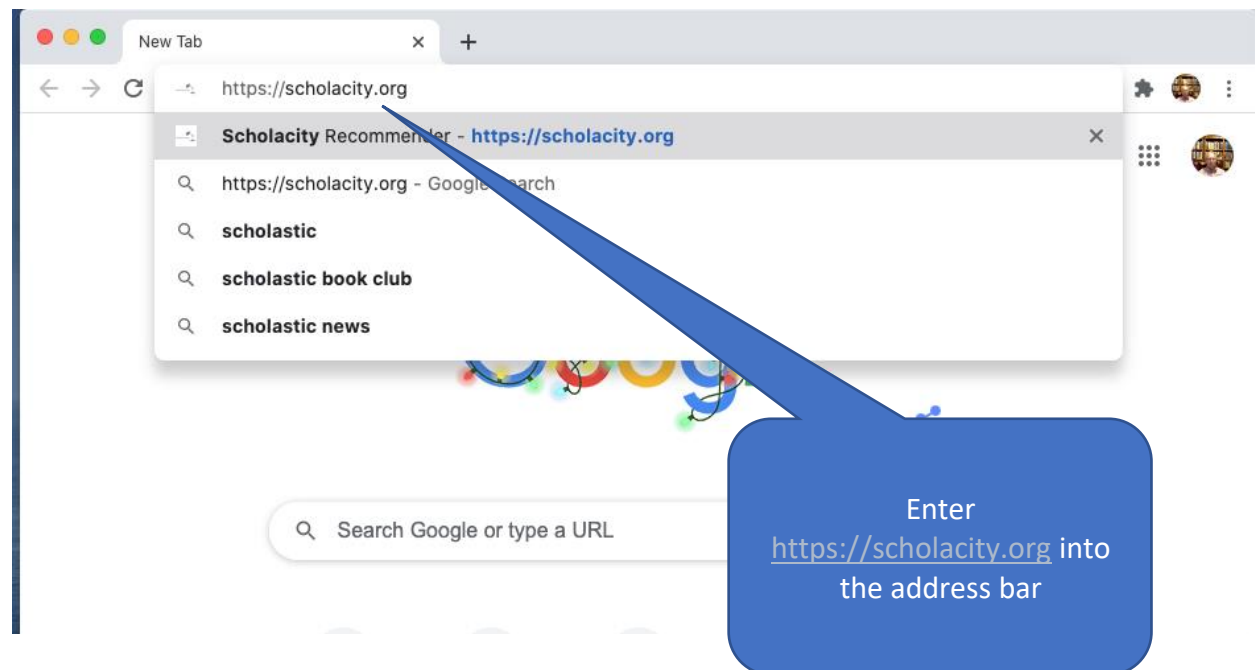 New Tab
https://scholacity.org
Scholacity Recommender - https://scholacity.org
https://scholacity.org - Google Search
scholastic
scholastic book club
scholastic news
Search Google or type a URL
Enter
https://scholacity.org into
the address bar